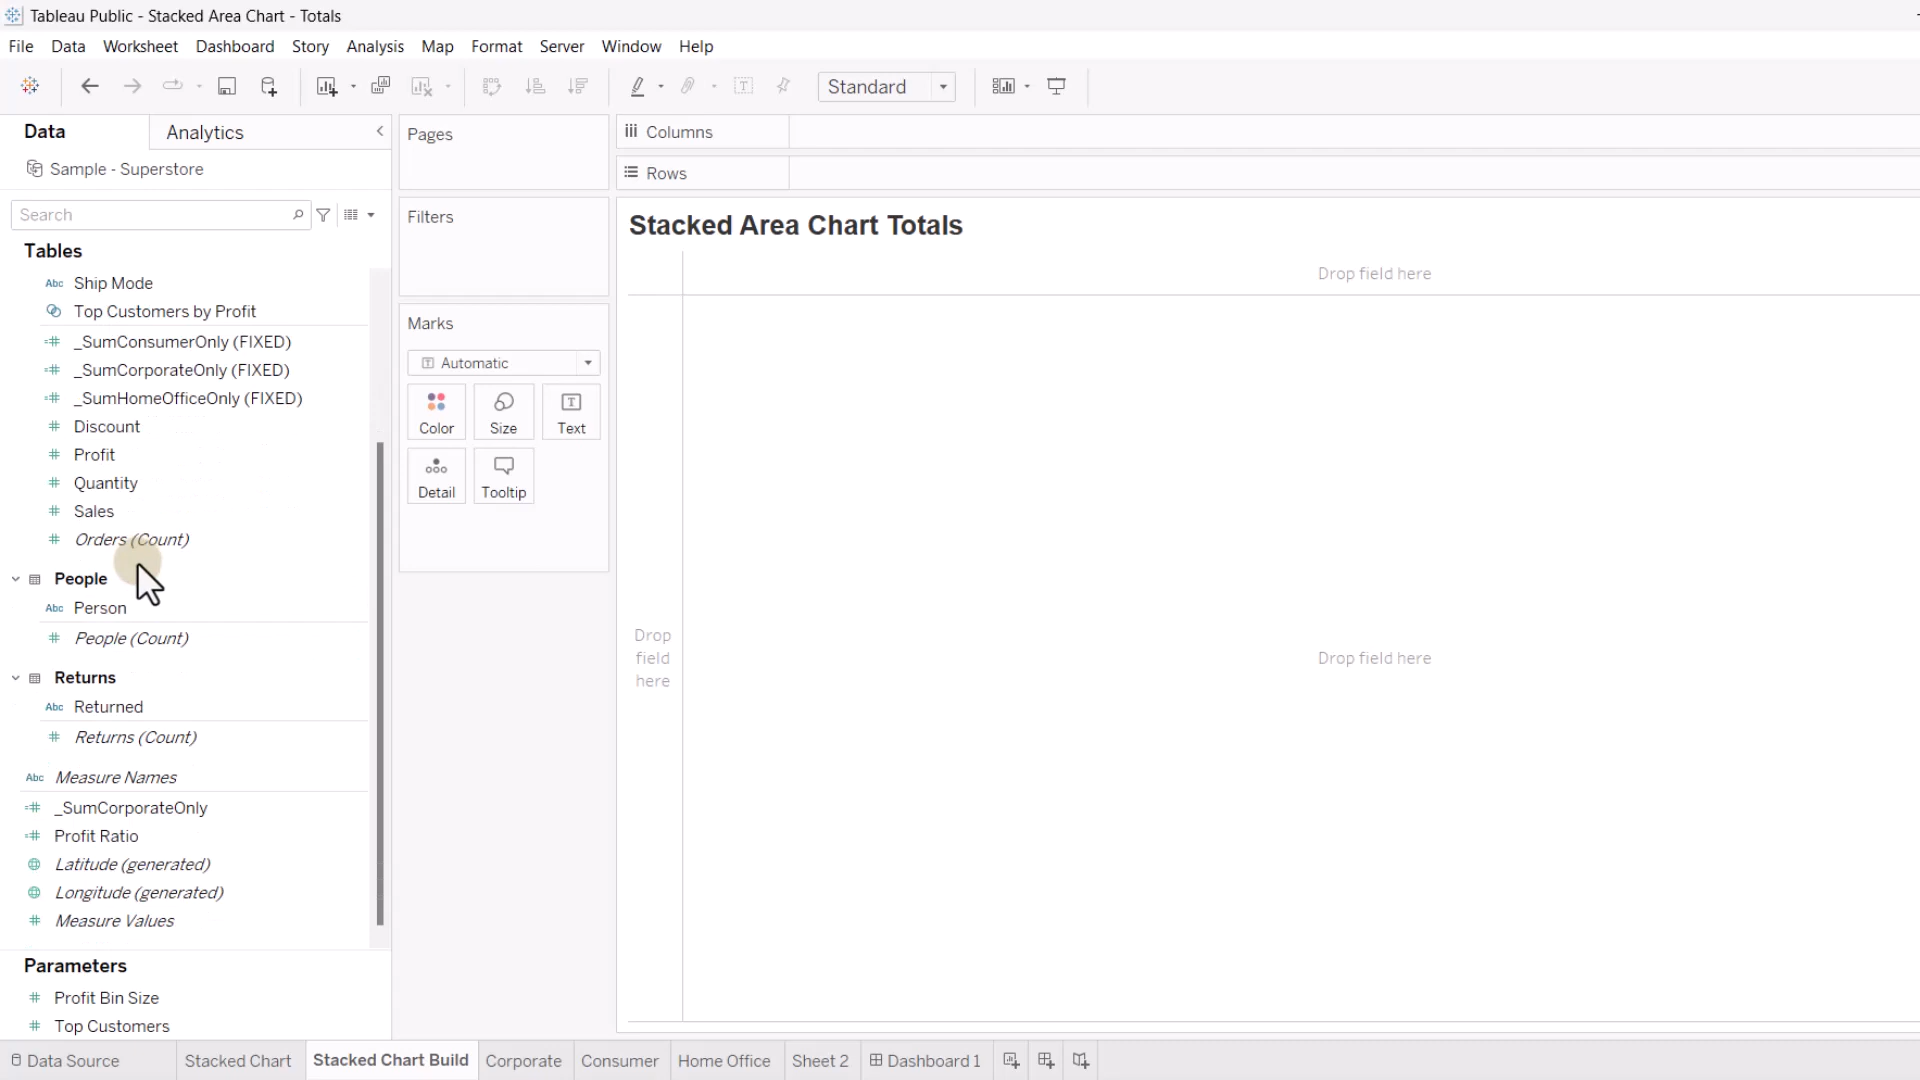 Tableau Public - Stacked Area Chart - Totals
File Data Worksheet Dashboard Story Analysis Map Format Server Window Help
Standard
Data
Analytics
Sample - Superstore
Search
Tables
Abc Ship Mode
Top Customers by Profit
=# _SumConsumerOnly (FIXED)
=# _SumCorporateOnly (FIXED)
=# _SumHomeOfficeOnly (FIXED)
# Discount
# Profit
# Quantity
# Sales
# Orders (Count)
People
Abc Person
# People (Count)
Returns
Abc Returned
# Returns (Count)
Abc Measure Names
=# _SumCorporateOnly
=# Profit Ratio
Latitude (generated)
Longitude (generated)
# Measure Values
Parameters
# Profit Bin Size
# Top Customers
Pages
Filters
Marks
Automatic
Color Size Text
Detail Tooltip
Columns
Rows
Stacked Area Chart Totals
Drop field here
Drop
field
here
Drop field here
Data Source Stacked Chart Stacked Chart Build Corporate Consumer Home Office Sheet 2 Dashboard 1